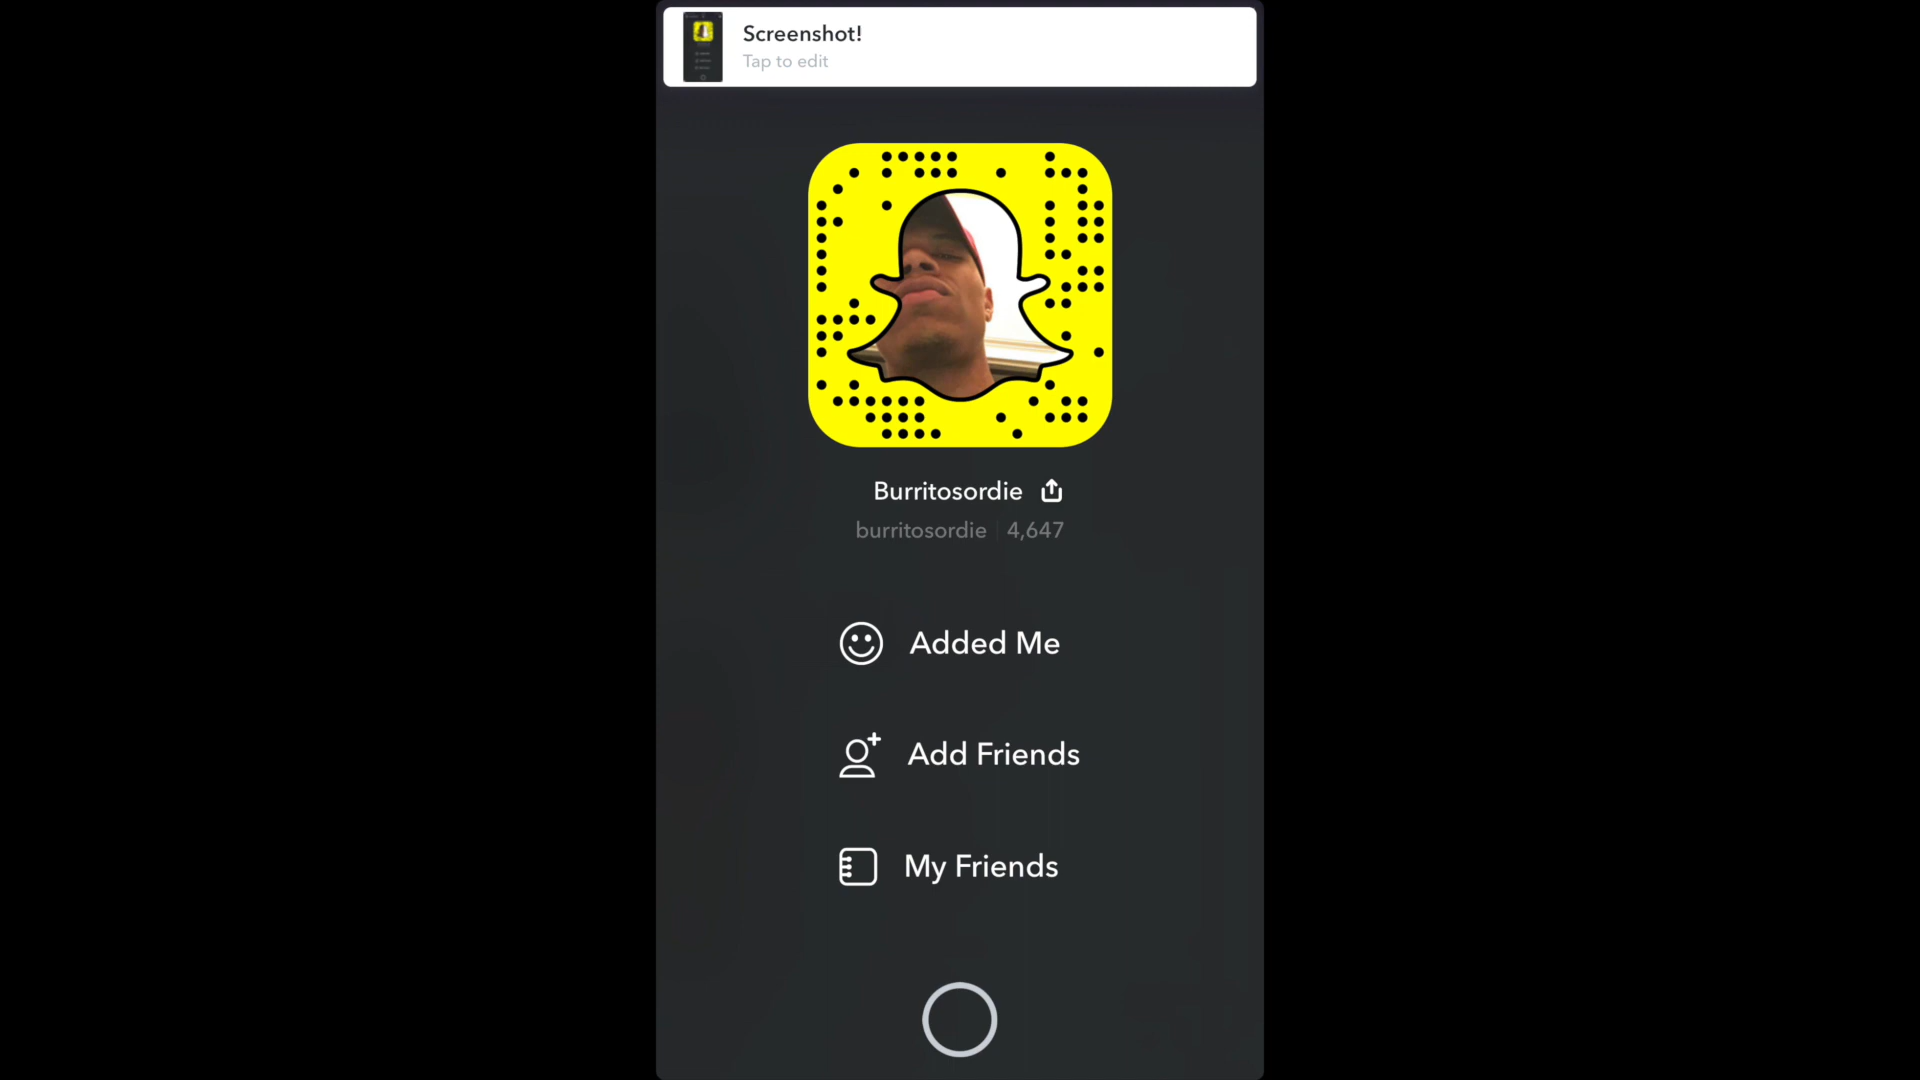 Screenshot!
Tap to edit
Burritosordie
burritosordie 4,647
Added Me
Add Friends
My Friends